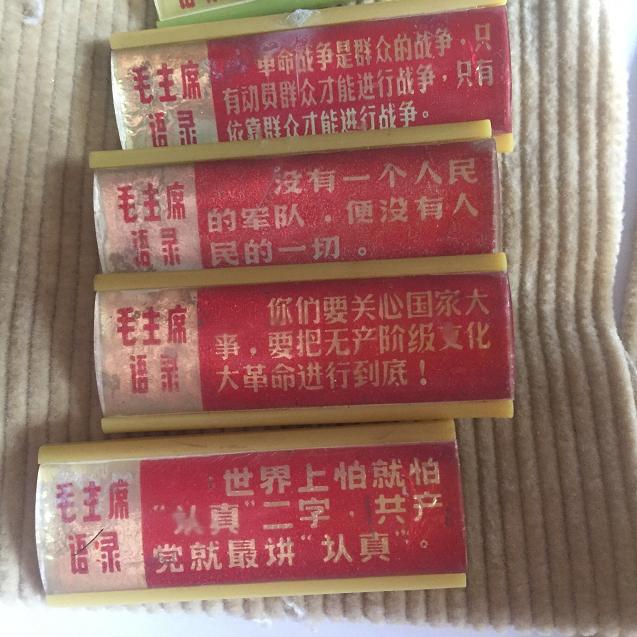 语录
毛主席
语录
革命战争是群众的战争，只
有动员群众才能进行战争，只有
依靠群众才能进行战争。
毛主席
语录
没有一个人民
的军队，便没有人
民的一切。
毛主席
语录
你们要关心国家大
事，要把无产阶级文化
大革命进行到底！
毛主席
语录
世界上怕就怕
“认真”二字，共产
党就最讲“认真”。